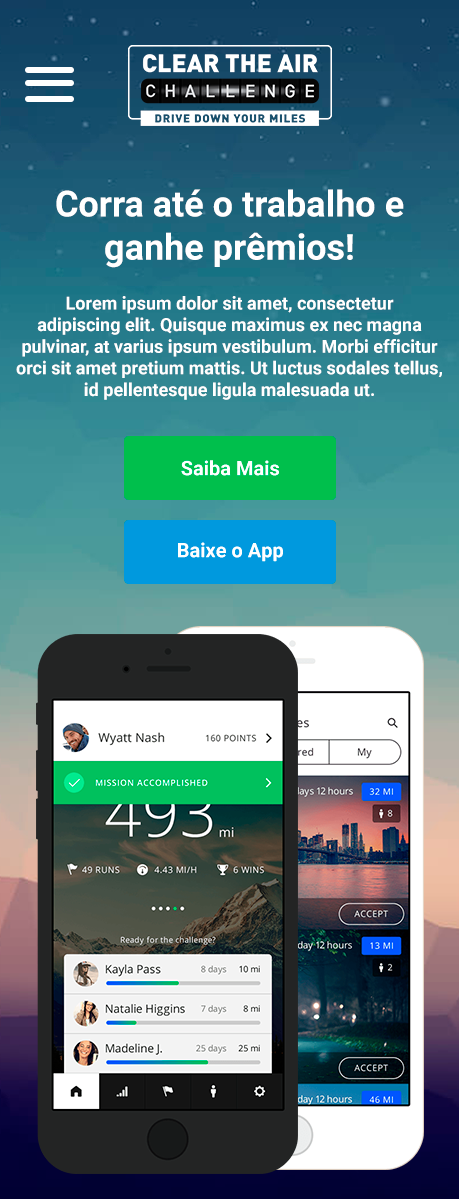 CLEAR THE AIR
CHALLENGE
DRIVE DOWN YOUR MILES
Corra até o trabalho e
ganhe prêmios!
Lorem ipsum dolor sit amet, consectetur
adipiscing elit. Quisque maximus ex nec magna
pulvinar, at varius ipsum vestibulum. Morbi efficitur
orci sit amet pretium mattis. Ut luctus sodales tellus,
id pellentesque ligula malesuada ut.
Saiba Mais
Baixe o App
Wyatt Nash 160 POINTS
MISSION ACCOMPLISHED
493 mi
49 RUNS 4.43 MI/H 6 WINS
Ready for the challenge?
Kayla Pass 8 days 10 mi
Natalie Higgins 7 days 8 mi
Madeline J. 25 days 35 mi
es
red My
days 12 hours 32 MI
8
ACCEPT
day 12 hours 13 MI
2
ACCEPT
days 12 hours 46 MI